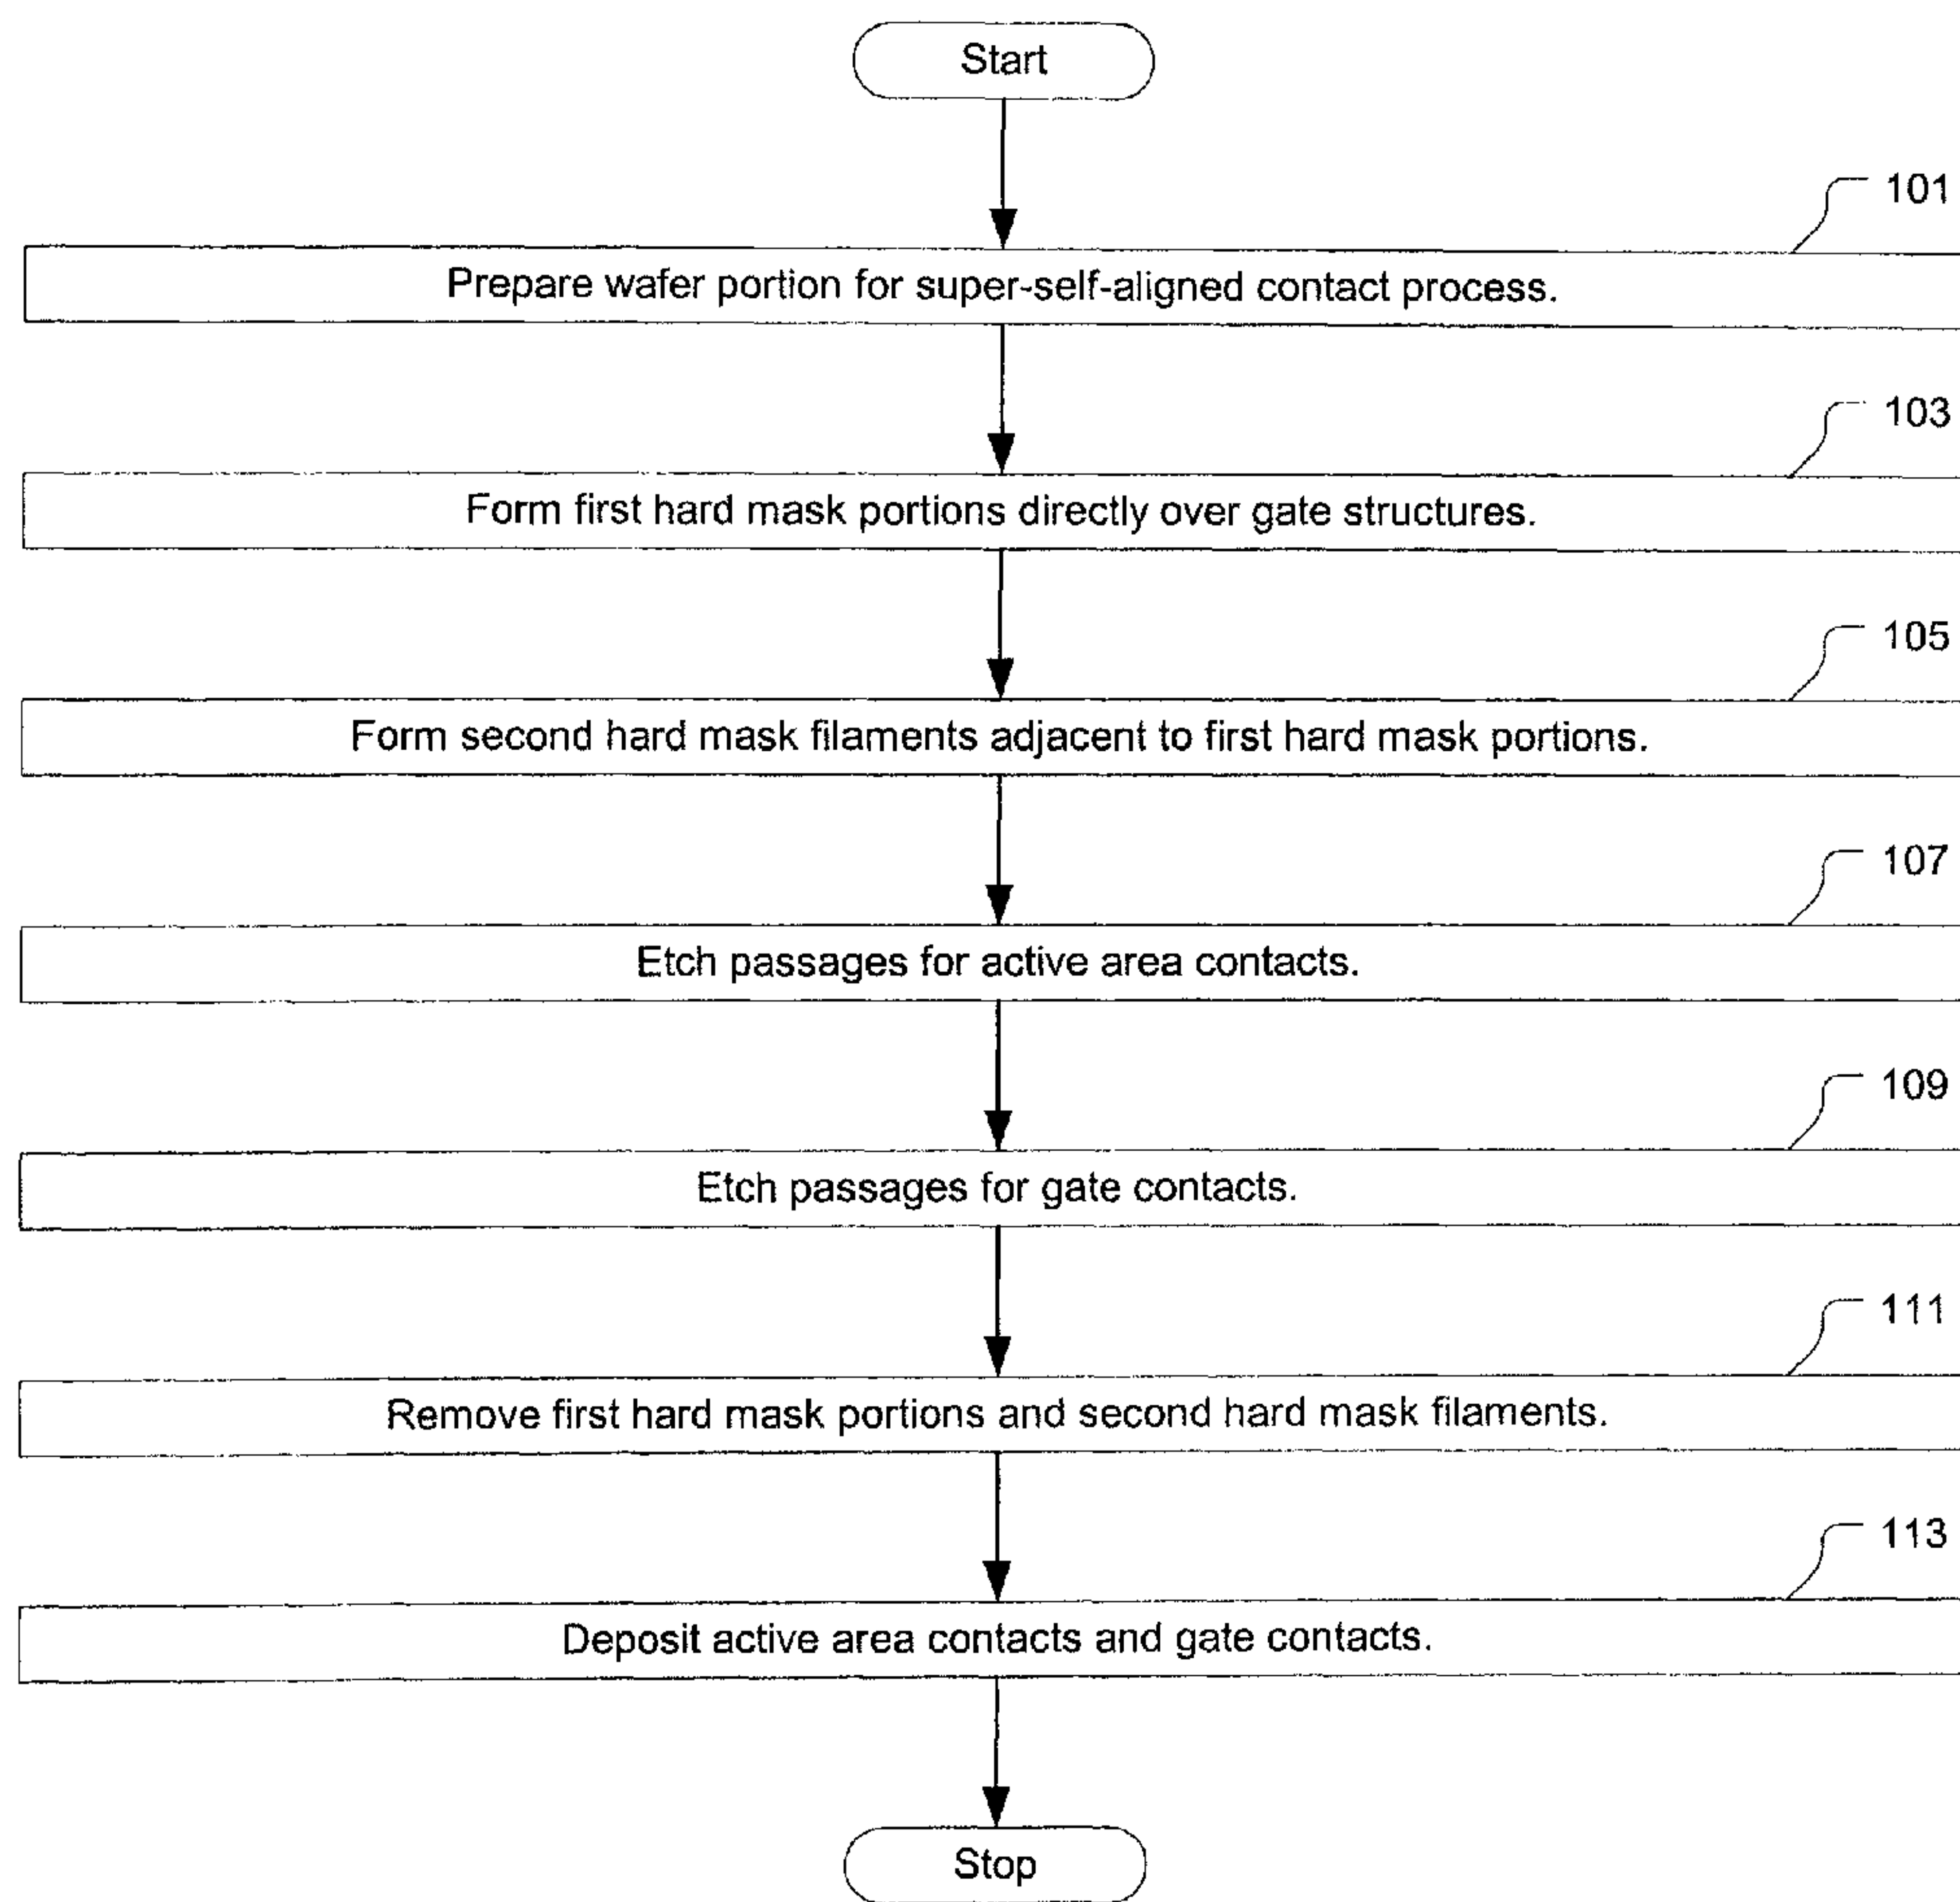 Start
101
Prepare wafer portion for super-self-aligned contact process.
103
Form first hard mask portions directly over gate structures.
105
Form second hard mask filaments adjacent to first hard mask portions.
107
Etch passages for active area contacts.
109
Etch passages for gate contacts.
111
Remove first hard mask portions and second hard mask filaments.
113
Deposit active area contacts and gate contacts.
Stop